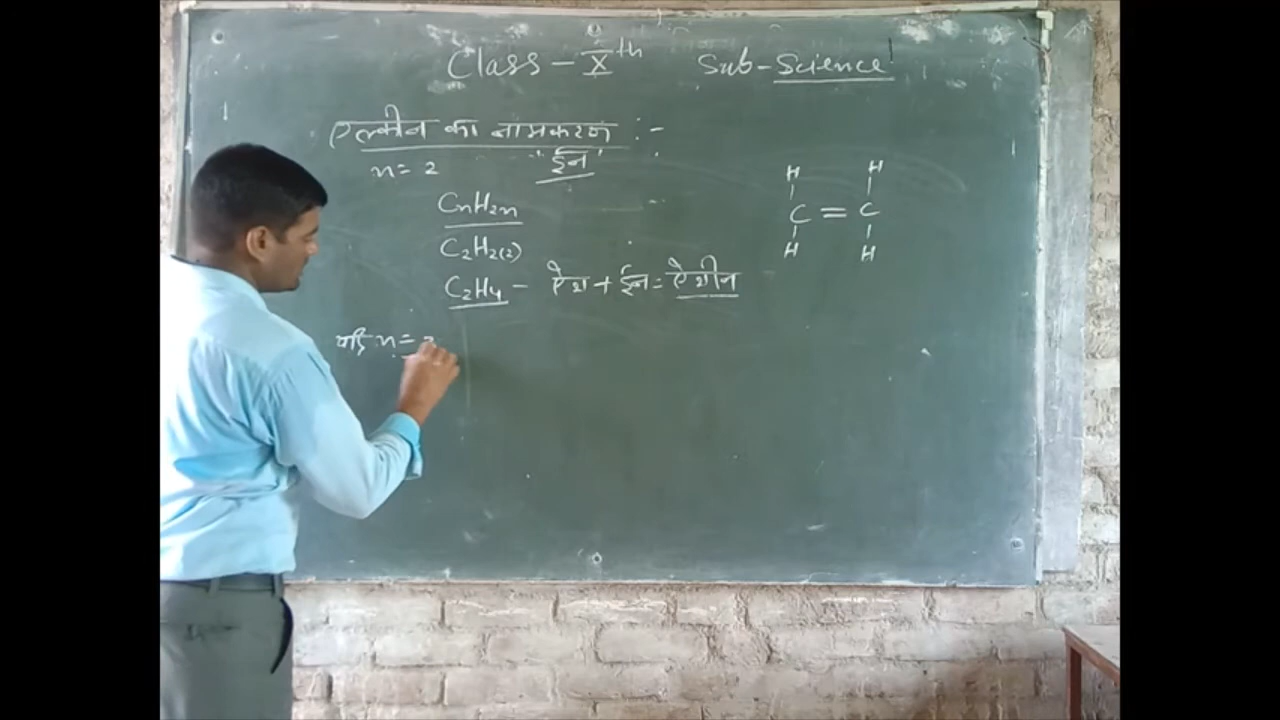 Class - Xth Sub - Science
एल्कीन का नामकरण :-
n = 2 "ईन"
CnH2n
C2H2(2)
C2H4 - ऐथ + ईन = ऐथीन
यदि n =
H H
C = C
H H